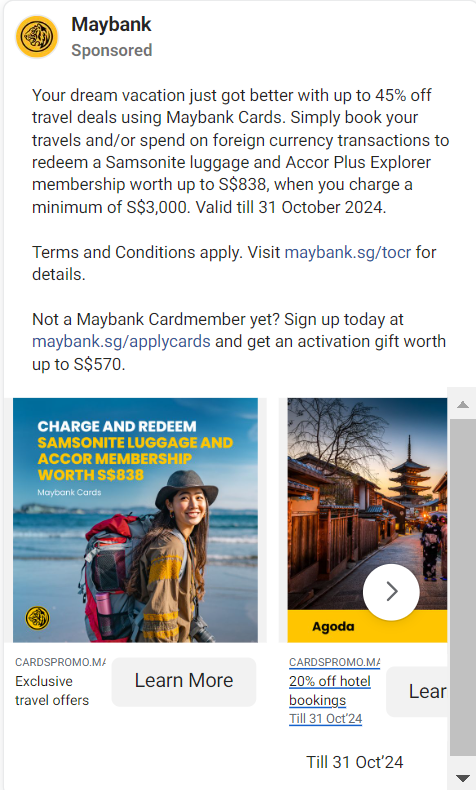 Maybank
Sponsored
Your dream vacation just got better with up to 45% off
travel deals using Maybank Cards. Simply book your
travels and/or spend on foreign currency transactions to
redeem a Samsonite luggage and Accor Plus Explorer
membership worth up to S$838, when you charge a
minimum of S$3,000. Valid till 31 October 2024.
Terms and Conditions apply. Visit maybank.sg/tocr for
details.
Not a Maybank Cardmember yet? Sign up today at
maybank.sg/applycards and get an activation gift worth
up to S$570.
CHARGE AND REDEEM
SAMSONITE LUGGAGE AND
ACCOR MEMBERSHIP
WORTH S$838
Maybank Cards
Agoda
CARDSPROMO.MA
Exclusive
travel offers
Learn More
CARDSPROMO.MA
20% off hotel
bookings
Till 31 Oct'24
Lear
Till 31 Oct'24